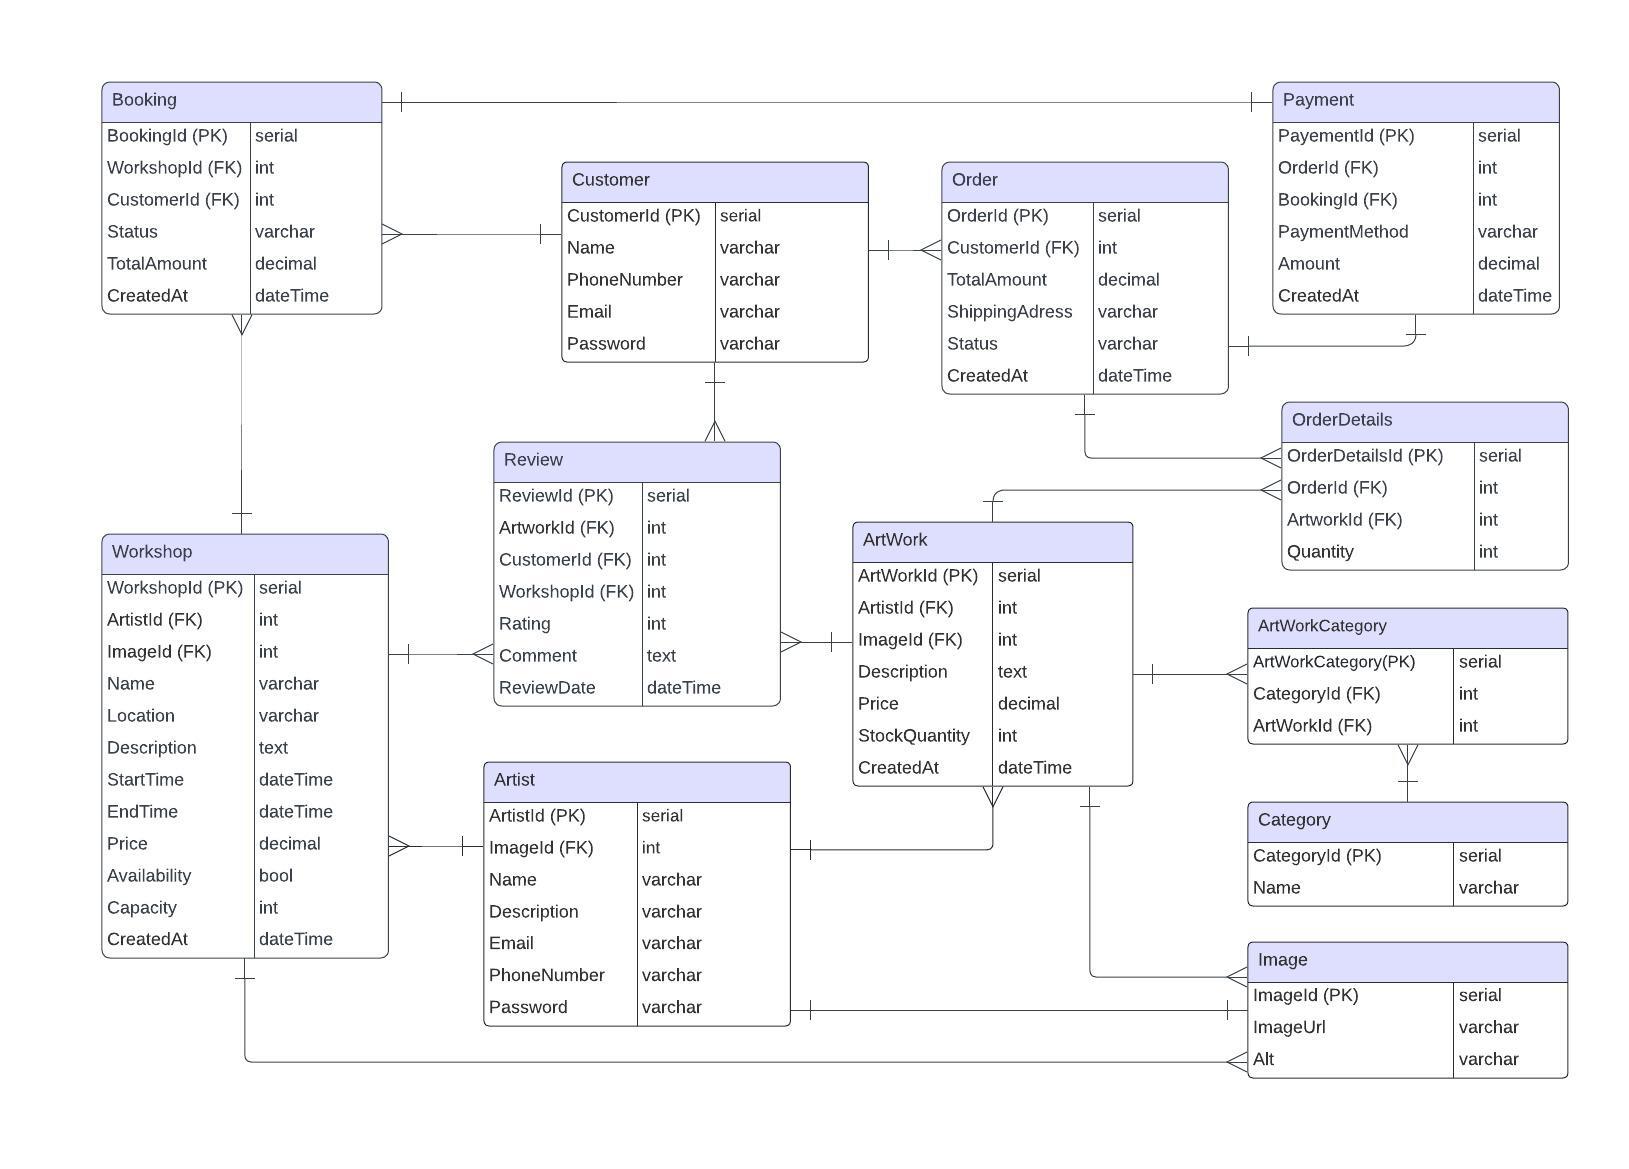 Booking
BookingId (PK) serial
WorkshopId (FK) int
CustomerId (FK) int
Status varchar
TotalAmount decimal
CreatedAt dateTime
Payment
PayementId (PK) serial
OrderId (FK) int
BookingId (FK) int
PaymentMethod varchar
Amount decimal
CreatedAt dateTime
Customer
CustomerId (PK) serial
Name varchar
PhoneNumber varchar
Email varchar
Password varchar
Order
OrderId (PK) serial
CustomerId (FK) int
TotalAmount decimal
ShippingAdress varchar
Status varchar
CreatedAt dateTime
OrderDetails
OrderDetailsId (PK) serial
OrderId (FK) int
ArtworkId (FK) int
Quantity int
Review
ReviewId (PK) serial
ArtworkId (FK) int
CustomerId (FK) int
WorkshopId (FK) int
Rating int
Comment text
ReviewDate dateTime
Workshop
WorkshopId (PK) serial
ArtistId (FK) int
ImageId (FK) int
Name varchar
Location varchar
Description text
StartTime dateTime
EndTime dateTime
Price decimal
Availability bool
Capacity int
CreatedAt dateTime
ArtWork
ArtWorkId (PK) serial
ArtistId (FK) int
ImageId (FK) int
Description text
Price decimal
StockQuantity int
CreatedAt dateTime
ArtWorkCategory
ArtWorkCategory(PK) serial
CategoryId (FK) int
ArtWorkId (FK) int
Artist
ArtistId (PK) serial
ImageId (FK) int
Name varchar
Description varchar
Email varchar
PhoneNumber varchar
Password varchar
Category
CategoryId (PK) serial
Name varchar
Image
ImageId (PK) serial
ImageUrl varchar
Alt varchar